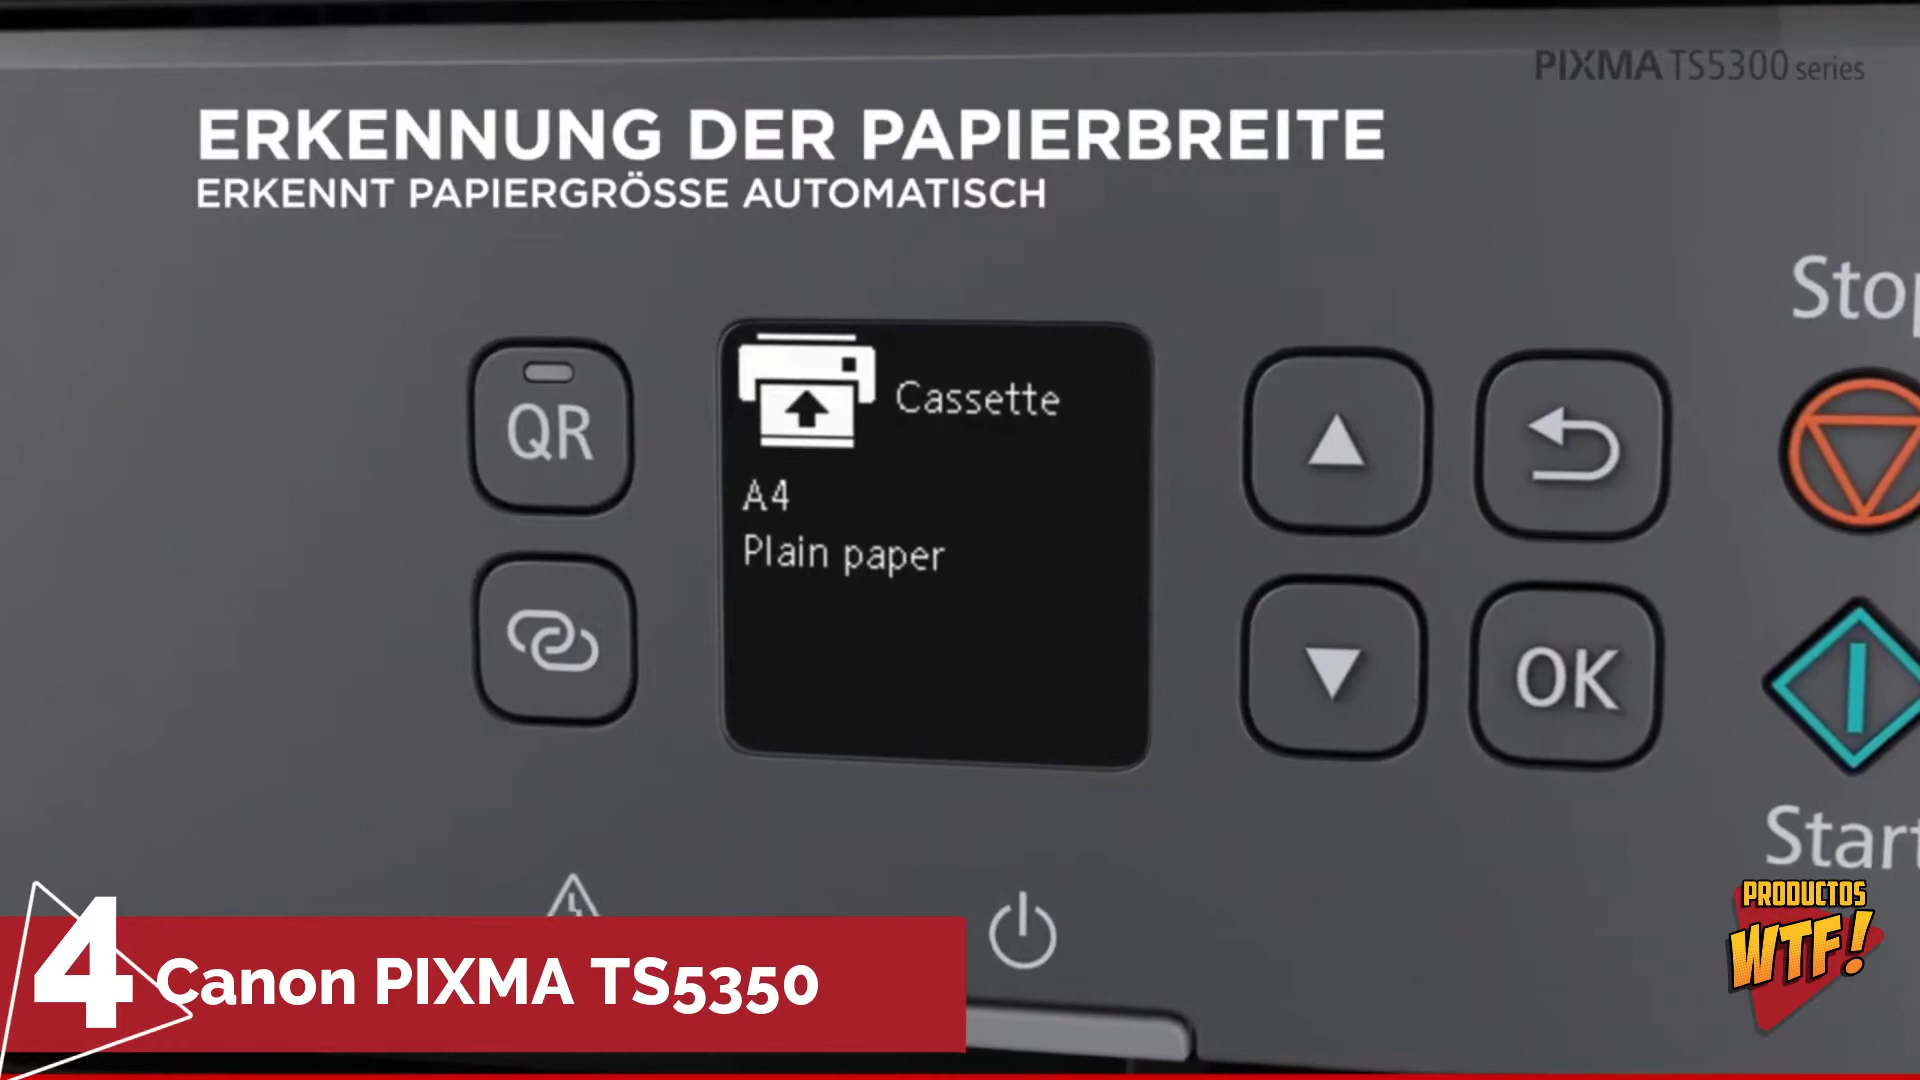 PIXMA TS5300 series
ERKENNUNG DER PAPIERBREITE
ERKENNT PAPIERGRÖSSE AUTOMATISCH
Stop
QR
Cassette
A4
Plain paper
OK
Start
4 Canon PIXMA TS5350
PRODUCTOS
WTF!